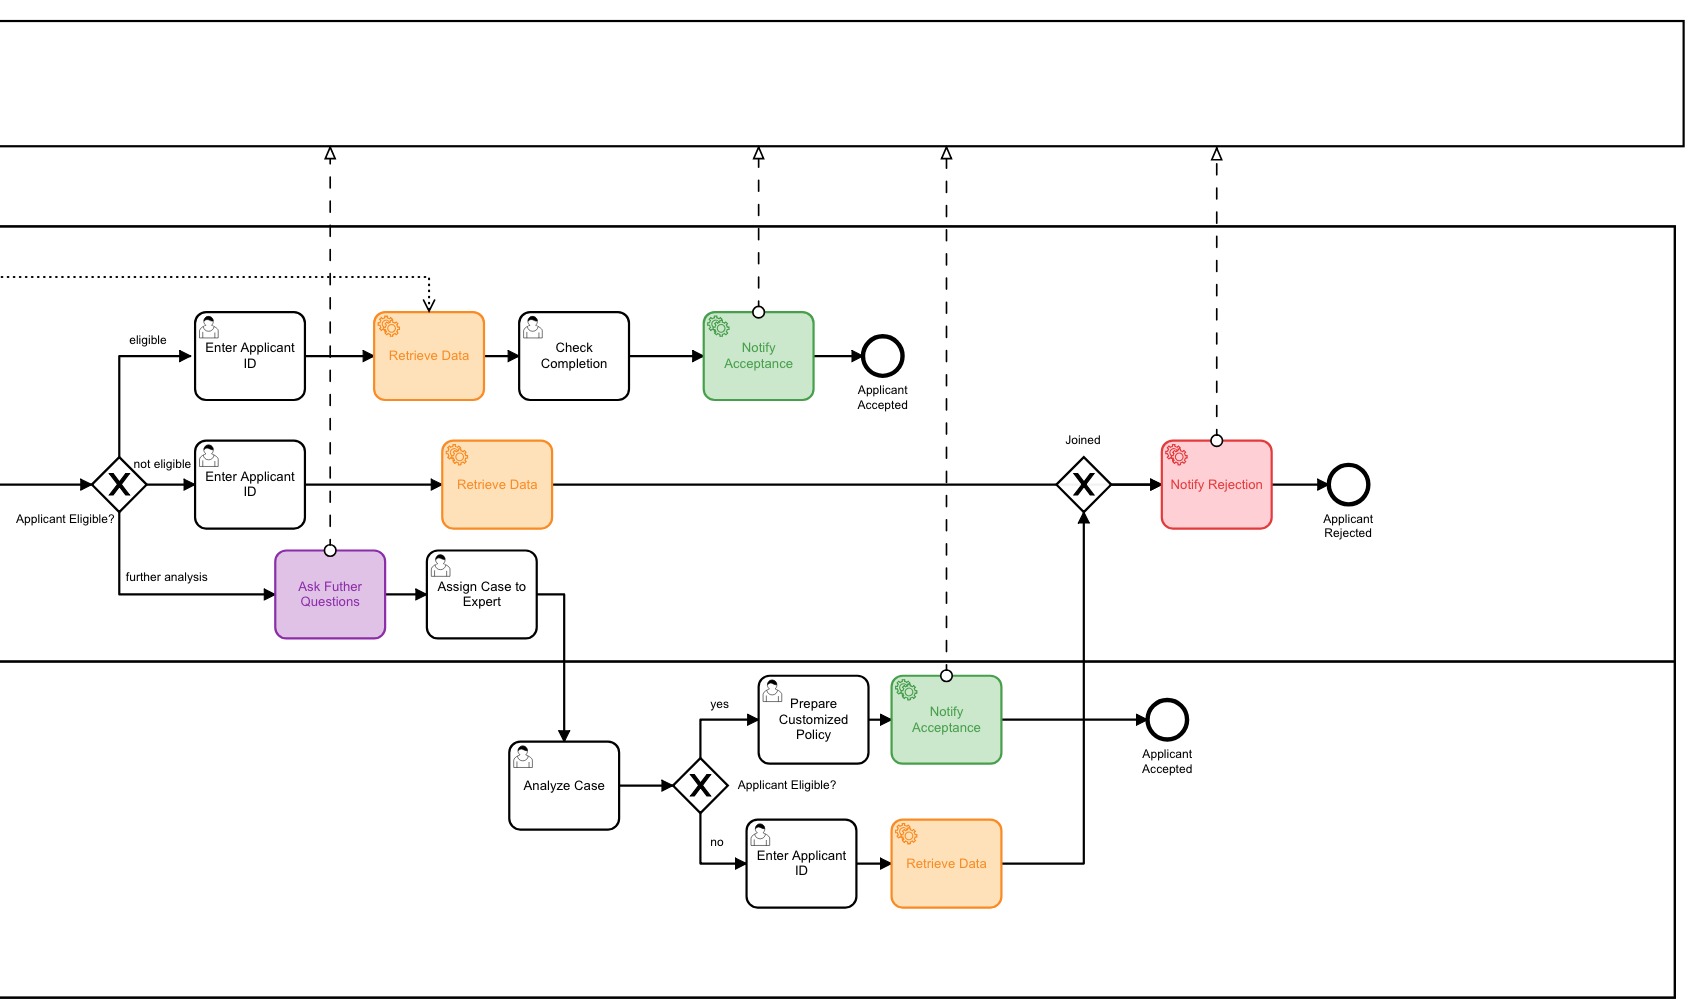 eligible
Enter Applicant
ID
Retrieve Data
Check
Completion
Notify
Acceptance
Applicant
Accepted
Joined
not eligible
Enter Applicant
ID
Retrieve Data
Notify Rejection
Applicant Eligible?
Applicant
Rejected
further analysis
Ask Futher
Questions
Assign Case to
Expert
yes
Prepare
Customized
Policy
Notify
Acceptance
Applicant
Accepted
Analyze Case
Applicant Eligible?
no
Enter Applicant
ID
Retrieve Data